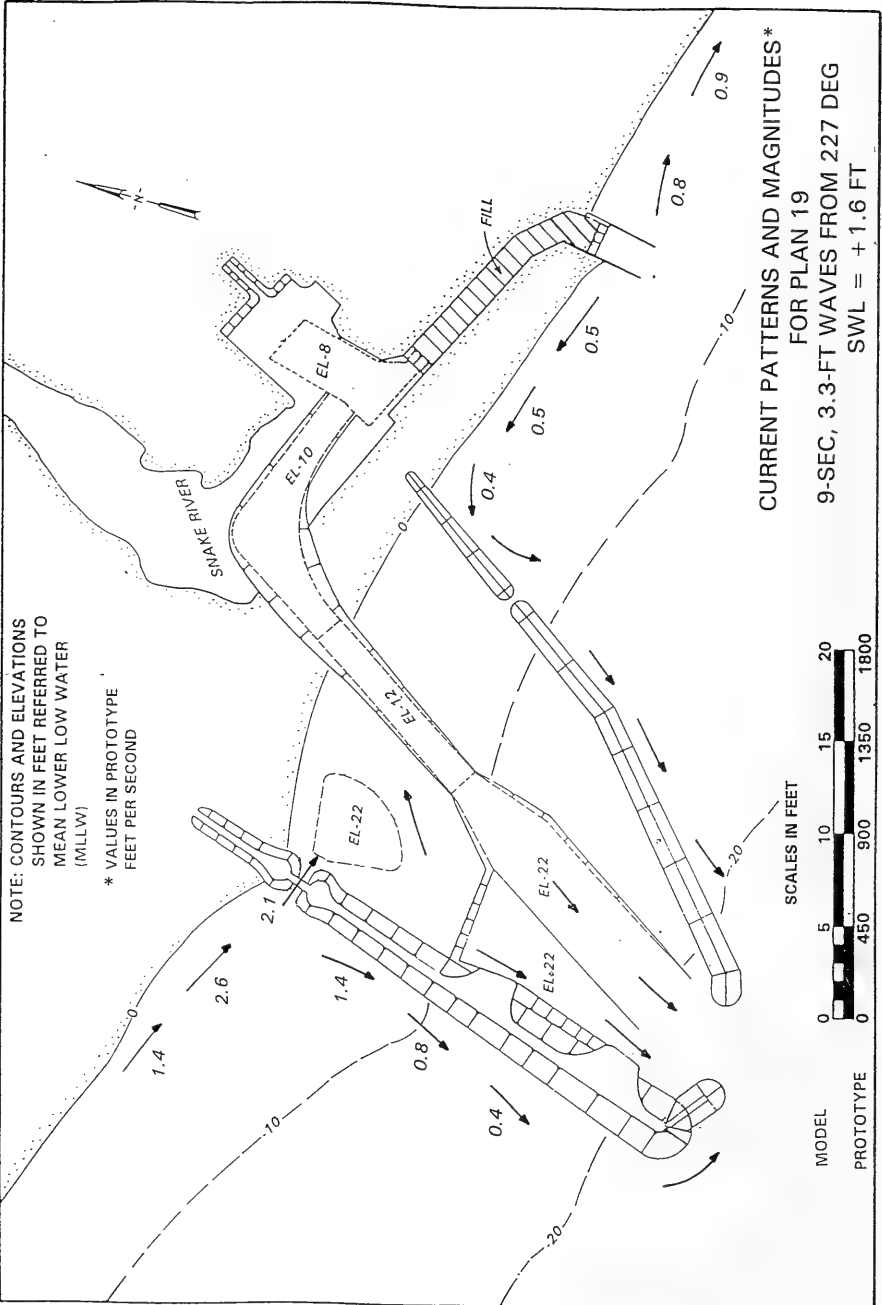 NOTE: CONTOURS AND ELEVATIONS
SHOWN IN FEET REFERRED TO
MEAN LOWER LOW WATER
(MLLW)
* VALUES IN PROTOTYPE
FEET PER SECOND
-N-
SNAKE RIVER
EL-8
EL-10
EL-12
EL-22
EL-22
EL-22
FILL
0
0
-10
-10
-20
-20
1.4
2.6
2.1
1.4
0.8
0.4
0.4
0.5
0.5
0.8
0.9
SCALES IN FEET
MODEL 0 5 10 15 20
PROTOTYPE 0 450 900 1350 1800
CURRENT PATTERNS AND MAGNITUDES*
FOR PLAN 19
9-SEC, 3.3-FT WAVES FROM 227 DEG
SWL = +1.6 FT